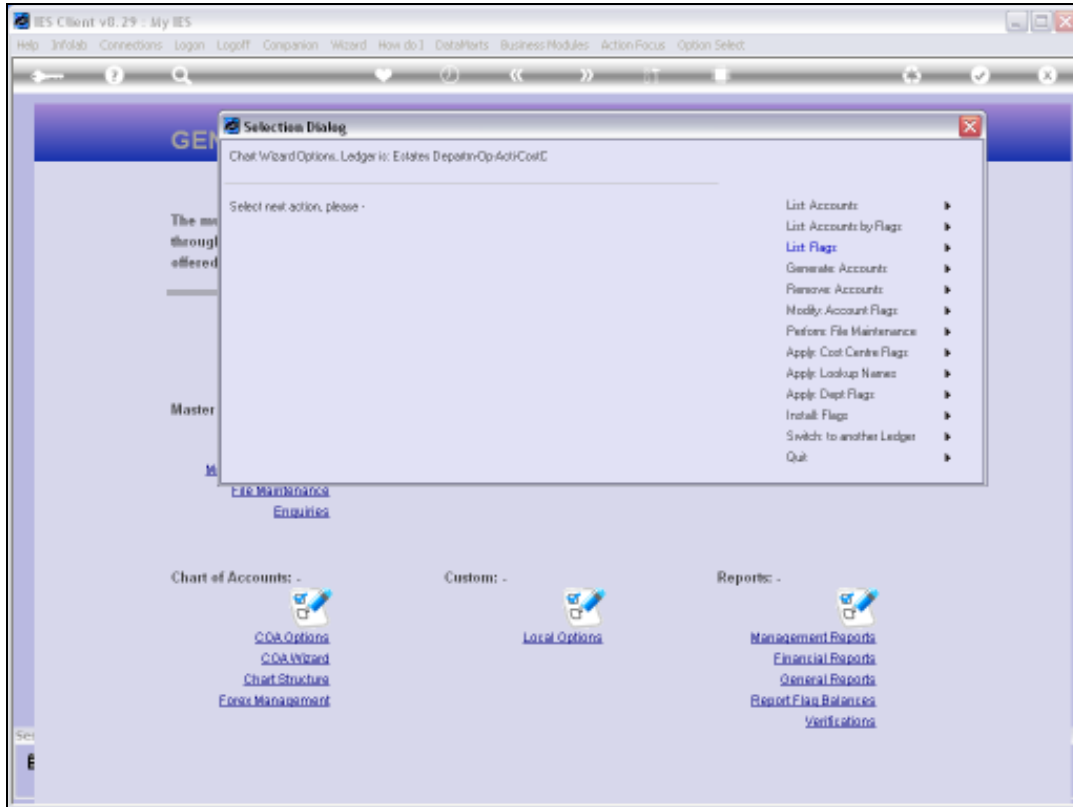 IES Client v8.29 : My IES
Help Infolab Connections Logon Logoff Companion Wizard How do I DataMarts Business Modules Action Focus Option Select
GEN
Selection Dialog
Chart Wizard Options, Ledger is: Estates Departm-Op-Acti-CostC
Select next action, please -
List Accounts
List Accounts by Flags
List Flags
Generate: Accounts
Remove: Accounts
Modify: Account Flags
Perform: File Maintenance
Apply: Cost Centre Flags
Apply: Lookup Names
Apply: Dept Flags
Install: Flags
Switch: to another Ledger
Quit
The
through
offered
Master
M
File Maintenance
Enquiries
Chart of Accounts: -
Custom: -
Reports: -
COA Options
COA Wizard
Chart Structure
Forex Management
Local Options
Management Reports
Financial Reports
General Reports
Report Flag Balances
Verifications
Se